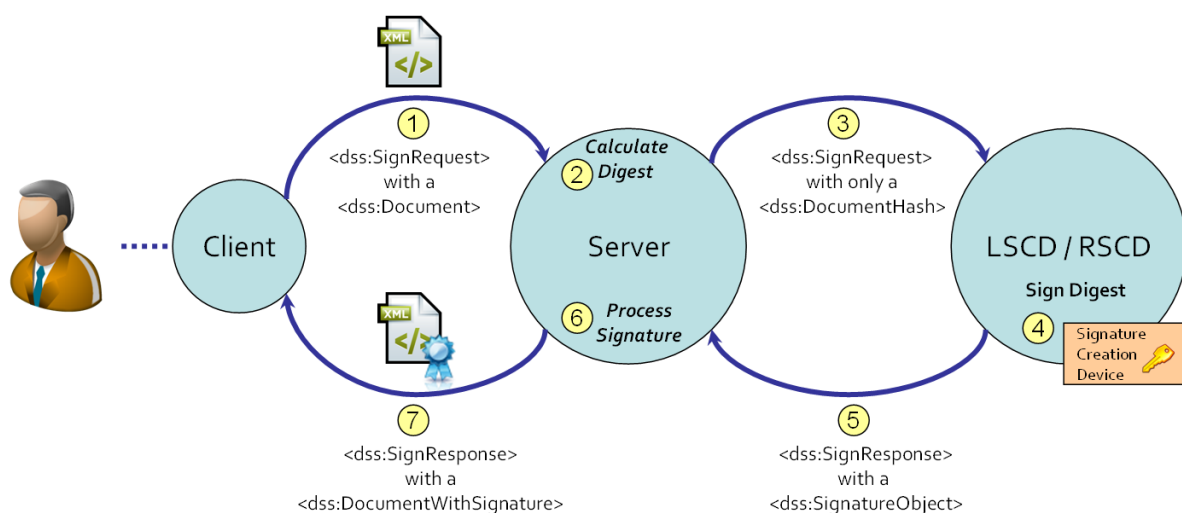 XML
</>
1
<dss:SignRequest>
with a
<dss:Document>
Calculate
2
Digest
3
<dss:SignRequest>
with only a
<dss:DocumentHash>
Client
Server
LSCD / RSCD
Sign Digest
4
Signature
Creation
Device
XML
</>
6
Process
Signature
7
<dss:SignResponse>
with a
<dss:DocumentWithSignature>
5
<dss:SignResponse>
with a
<dss:SignatureObject>